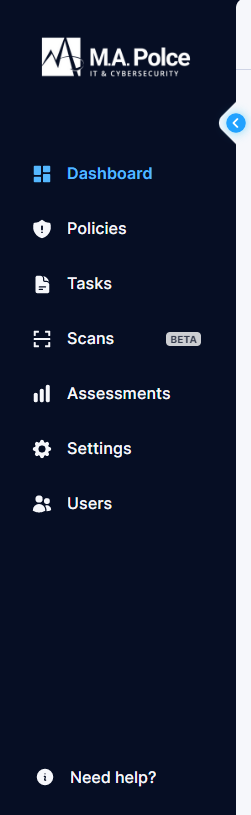 M.A. Polce
IT & CYBERSECURITY
Dashboard
Policies
Tasks
Scans BETA
Assessments
Settings
Users
Need help?